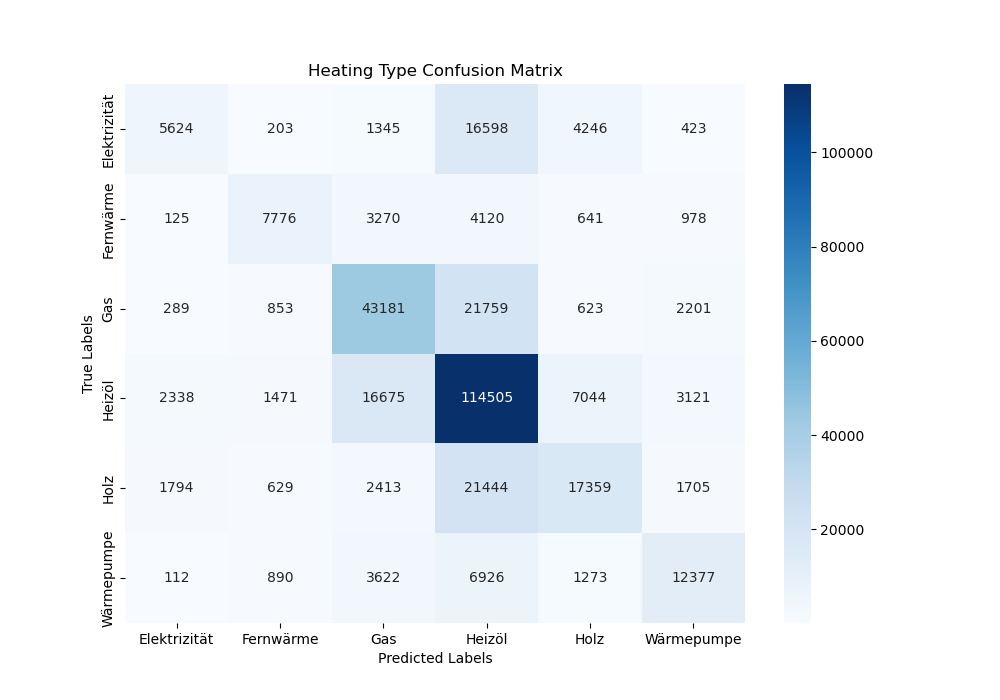 Heating Type Confusion Matrix
Elektrizität 5624 203 1345 16598 4246 423
Fernwärme 125 7776 3270 4120 641 978
Gas 289 853 43181 21759 623 2201
Heizöl 2338 1471 16675 114505 7044 3121
Holz 1794 629 2413 21444 17359 1705
Wärmepumpe 112 890 3622 6926 1273 12377
Elektrizität Fernwärme Gas Heizöl Holz Wärmepumpe
Predicted Labels
True Labels
100000
80000
60000
40000
20000